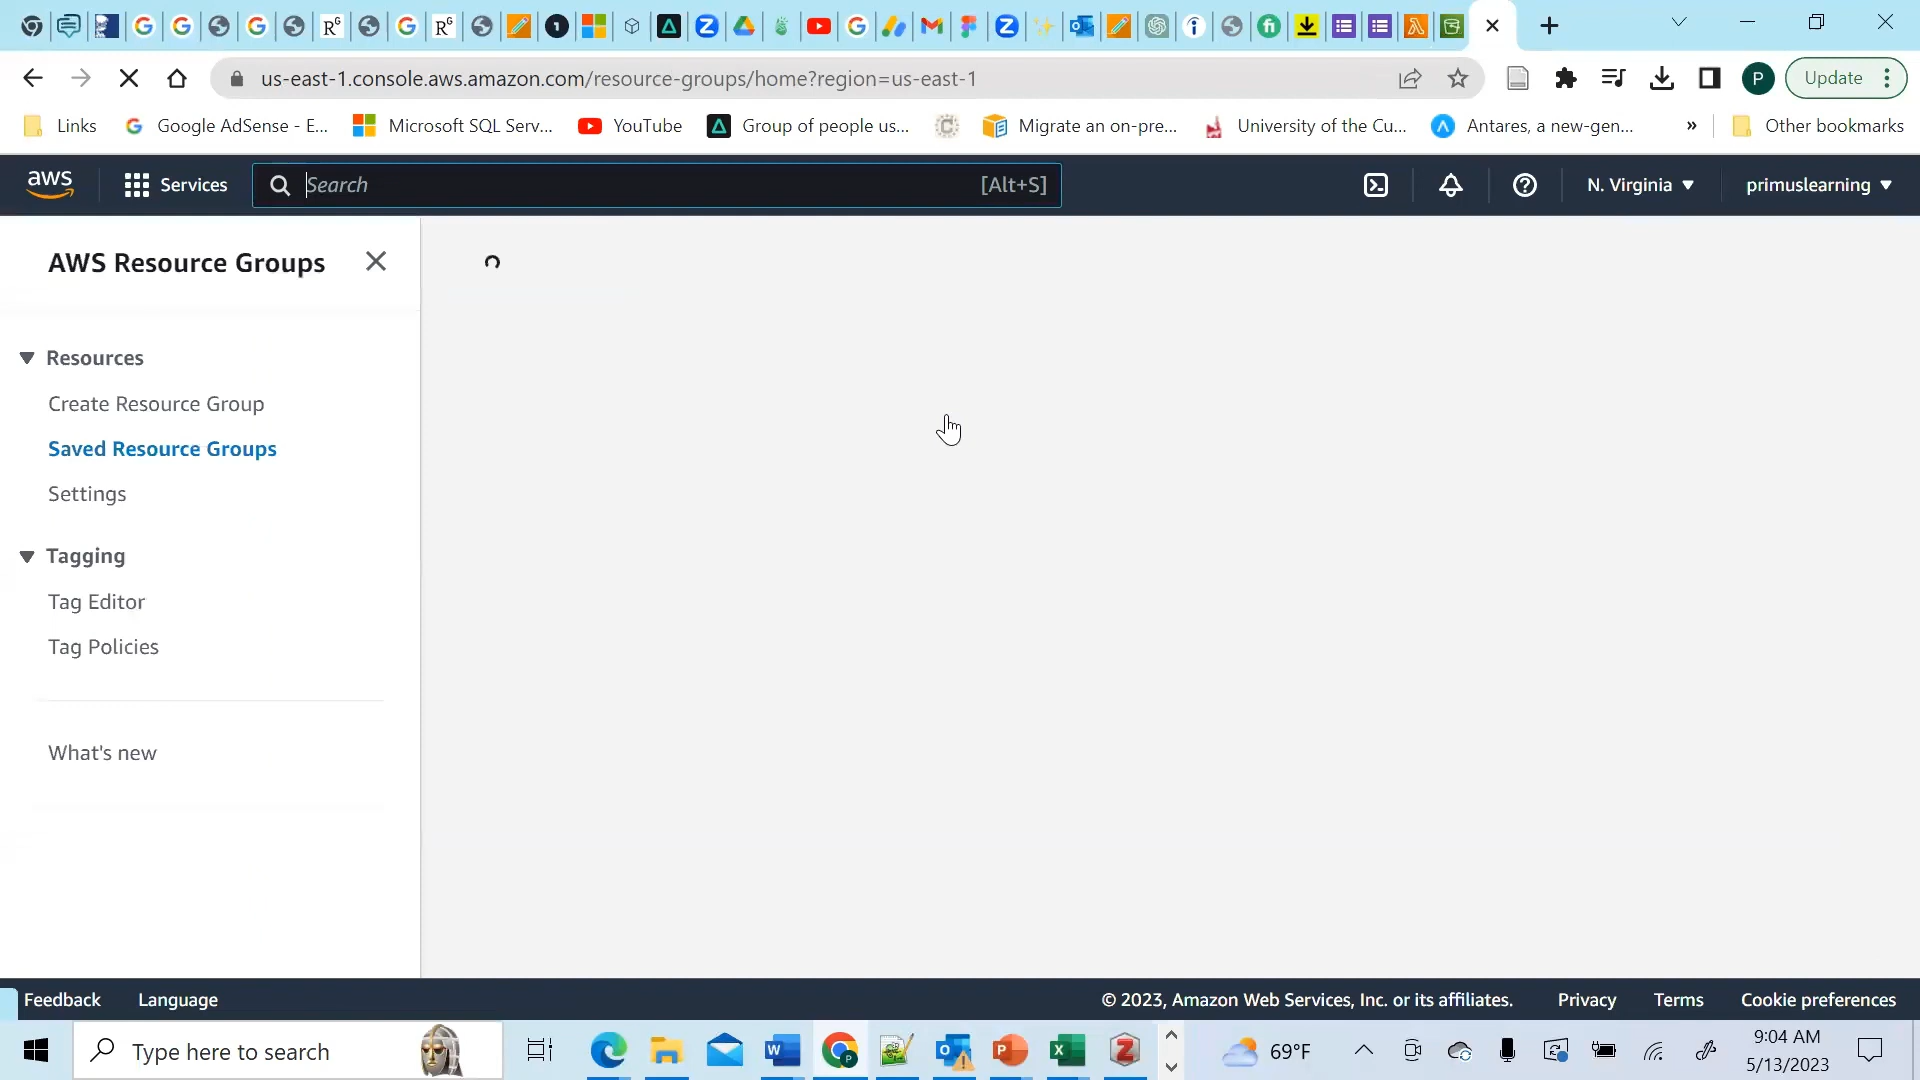 us-east-1.console.aws.amazon.com/resource-groups/home?region=us-east-1
P
Update
Links
Google AdSense - E...
Microsoft SQL Serv...
YouTube
Group of people us...
Migrate an on-pre...
University of the Cu...
Antares, a new-gen...
»
Other bookmarks
aws
Services
Search
[Alt+S]
N. Virginia
primuslearning
AWS Resource Groups
Resources
Create Resource Group
Saved Resource Groups
Settings
Tagging
Tag Editor
Tag Policies
What's new
Feedback
Language
© 2023, Amazon Web Services, Inc. or its affiliates.
Privacy
Terms
Cookie preferences
Type here to search
69°F
9:04 AM
5/13/2023